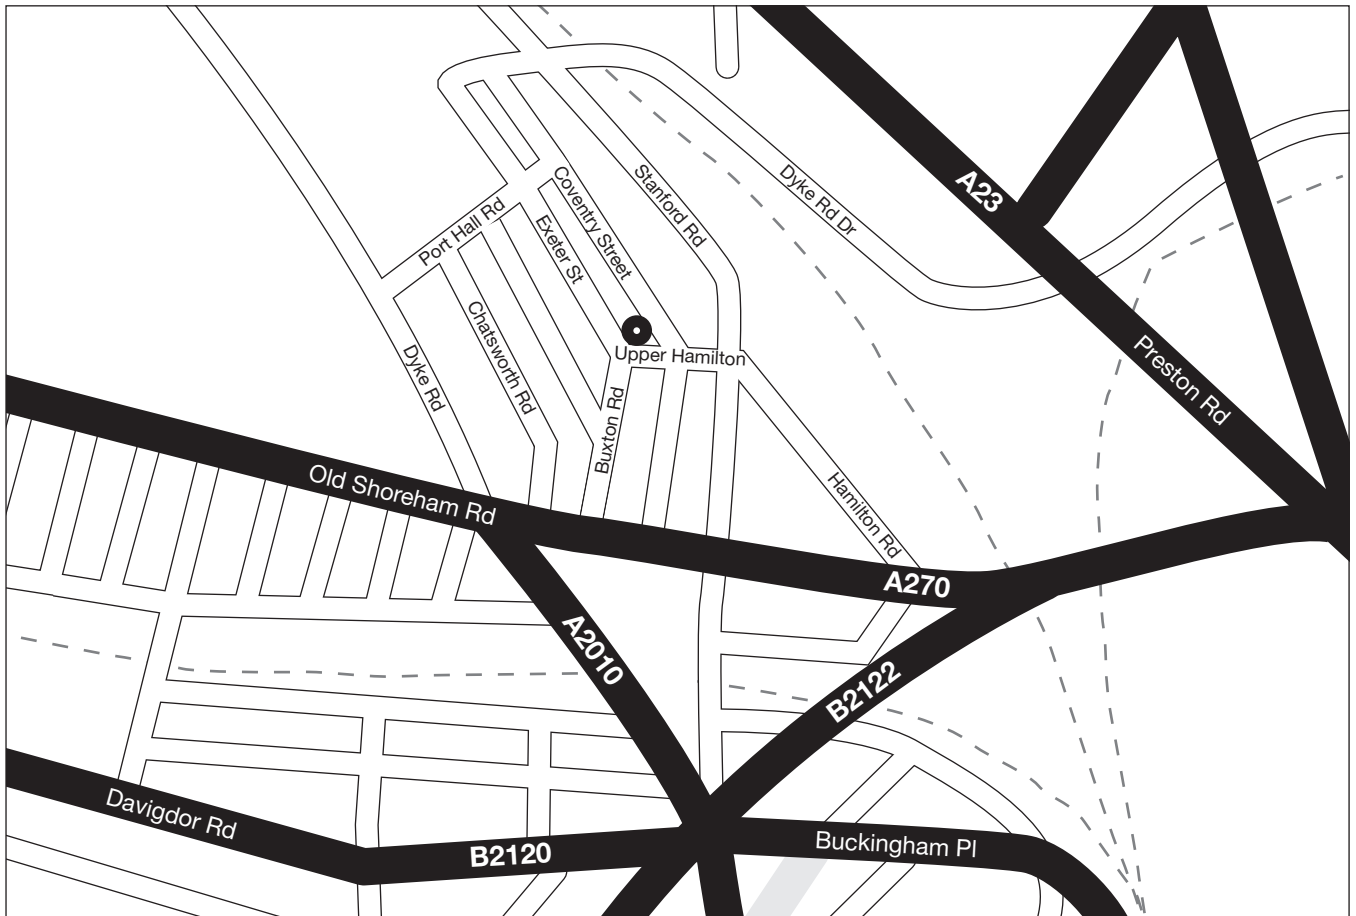 A23
Dyke Rd Dr
Stanford Rd
Coventry Street
Exeter St
Port Hall Rd
Chatsworth Rd
Dyke Rd
Upper Hamilton
Buxton Rd
Preston Rd
Hamilton Rd
Old Shoreham Rd
A270
A2010
B2122
Davigdor Rd
B2120
Buckingham Pl